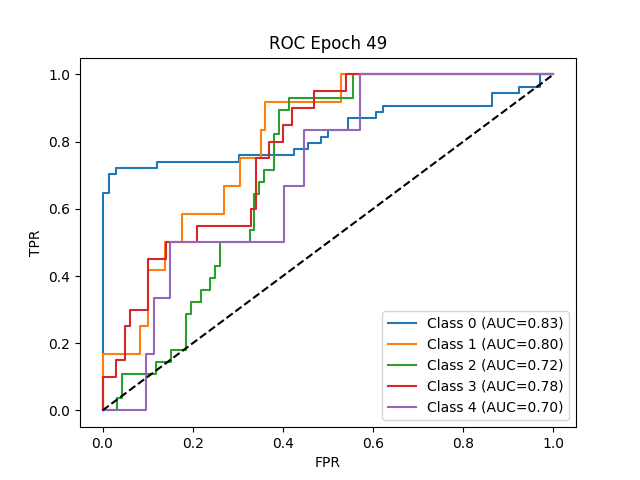 ROC Epoch 49
TPR
1.0
0.8
0.6
0.4
0.2
0.0
Class 0 (AUC=0.83)
Class 1 (AUC=0.80)
Class 2 (AUC=0.72)
Class 3 (AUC=0.78)
Class 4 (AUC=0.70)
0.0 0.2 0.4 0.6 0.8 1.0
FPR